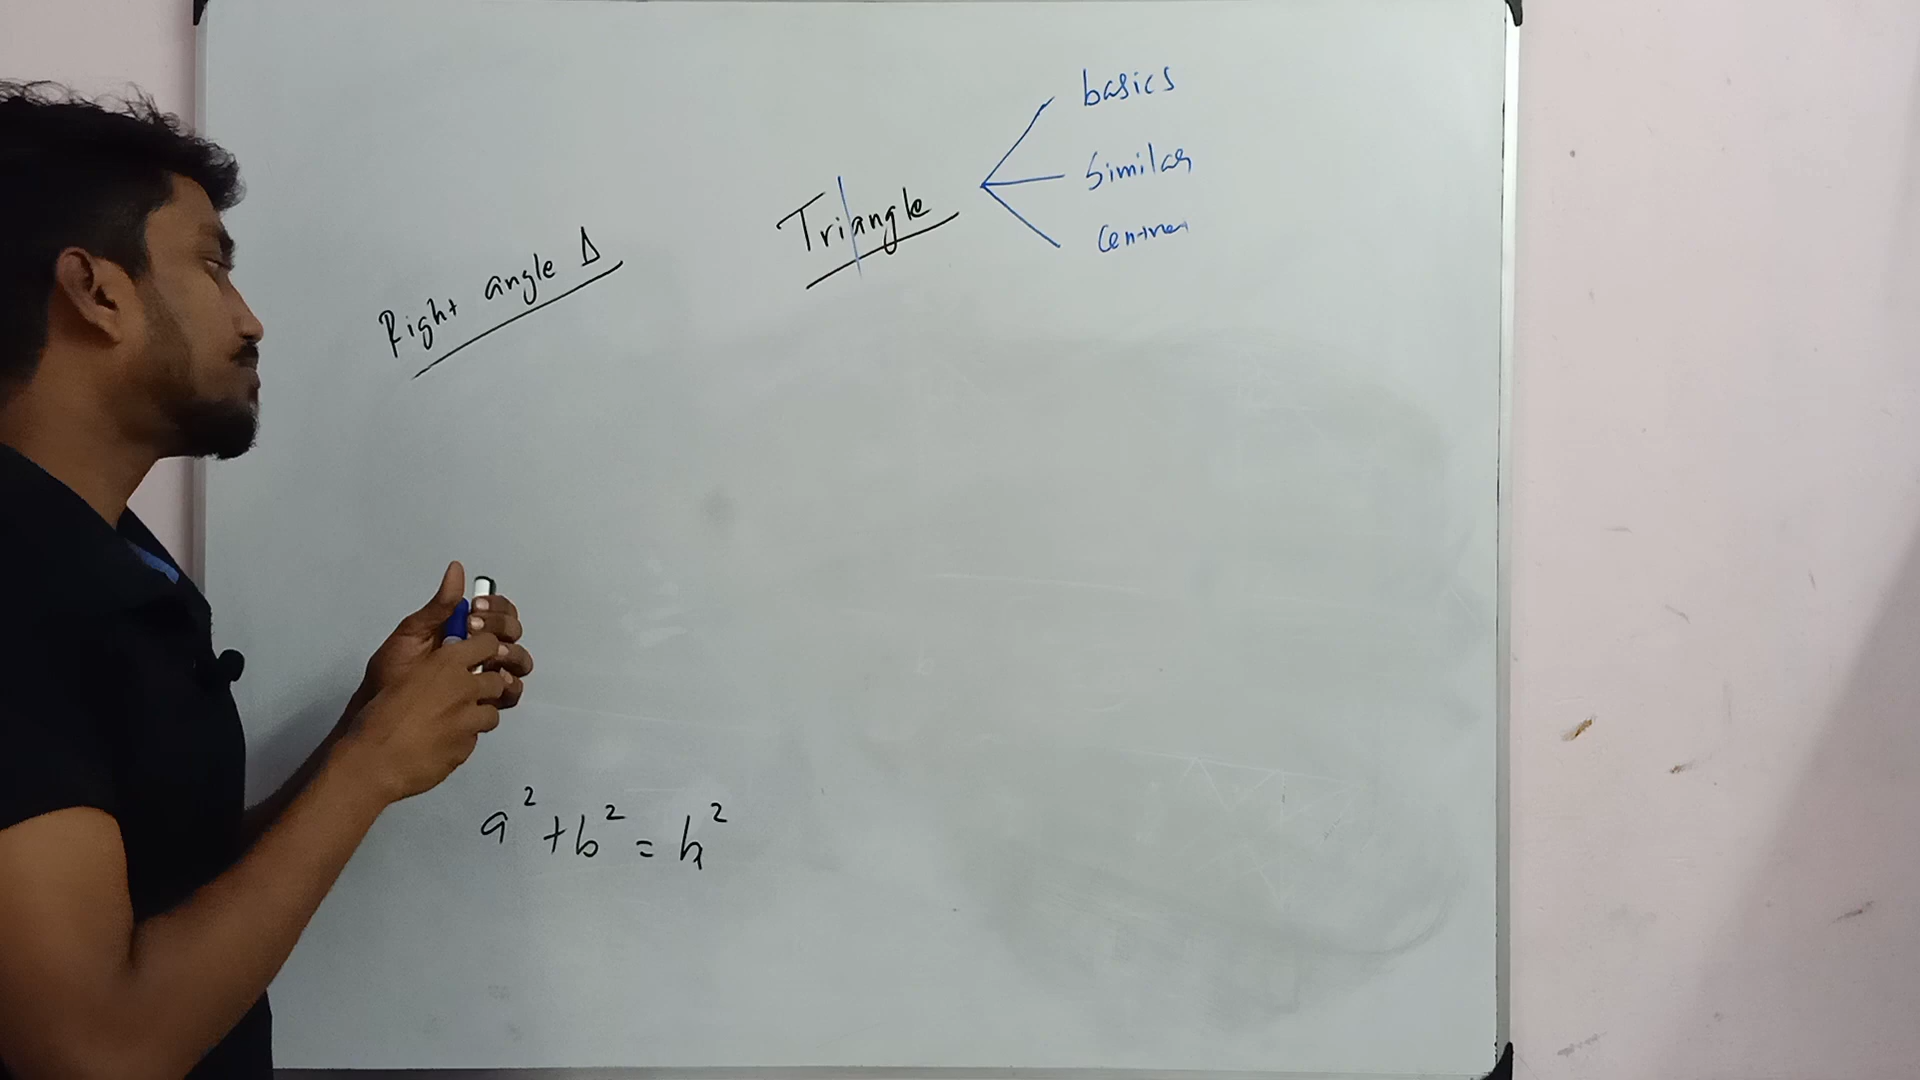 basics
Similar
Centres
Triangle
Right angle Δ
a² + b² = h²